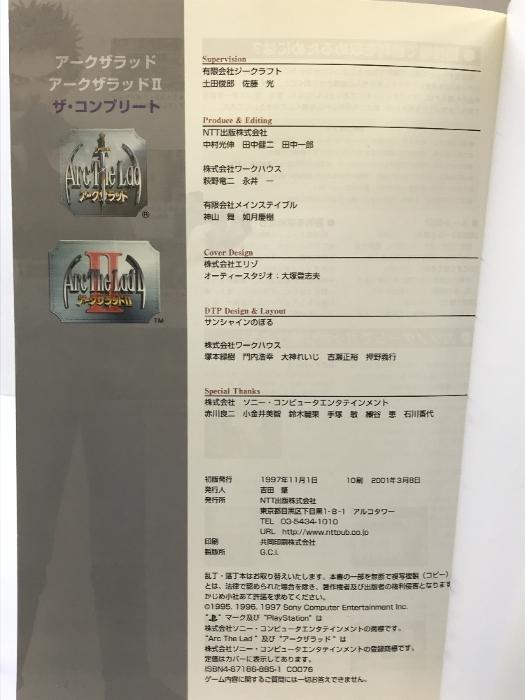 アークザラッド
アークザラッドⅡ
ザ・コンプリート
Arc The Lad
アークザラッド
®
Arc The Lad II
アークザラッドⅡ
TM
Supervision
有限会社ジークラフト
土田俊郎 佐藤 光
Produce & Editing
NTT出版株式会社
中村光伸 田中健二 田中一郎
株式会社ワークハウス
萩野竜二 永井 一
有限会社メインステイブル
神山 舞 如月慶樹
Cover Design
株式会社エリゾ
オーティースタジオ：大塚登志夫
DTP Design & Layout
サンシャインのぼる
株式会社ワークハウス
塚本緑樹 門内浩幸 大神れいじ 吉瀬正裕 押野義行
Special Thanks
株式会社 ソニー・コンピュータエンタテインメント
赤川良二 小金井美智 鈴木麗果 手塚 敏 細谷 恵 石川香代
初版発行 1997年11月1日 10刷 2001年3月8日
発行人 吉田 肇
発行所 NTT出版株式会社
東京都目黒区下目黒1-8-1 アルコタワー
TEL 03-5434-1010
URL http://www.nttpub.co.jp
印刷 共同印刷株式会社
製版所 G.C.I.
乱丁・落丁本はお取り替えいたします。本書の一部を無断で複写複製（コピー）
とは、法律で認められた場合を除き、著作権者及び出版者の権利侵害となります
かじめ小社あて許諾を求めてください。
©1995, 1996, 1997 Sony Computer Entertainment Inc.
" "マーク及び"PlayStation"は
株式会社ソニー・コンピュータエンタテインメントの商標です。
"Arc The Lad"及び"アークザラッド"は
株式会社ソニー・コンピュータエンタテインメントの登録商標です。
定価はカバーに表示してあります。
ISBN4-87188-885-1 C0076
ゲーム内容に関するご質問には一切お答えできません。